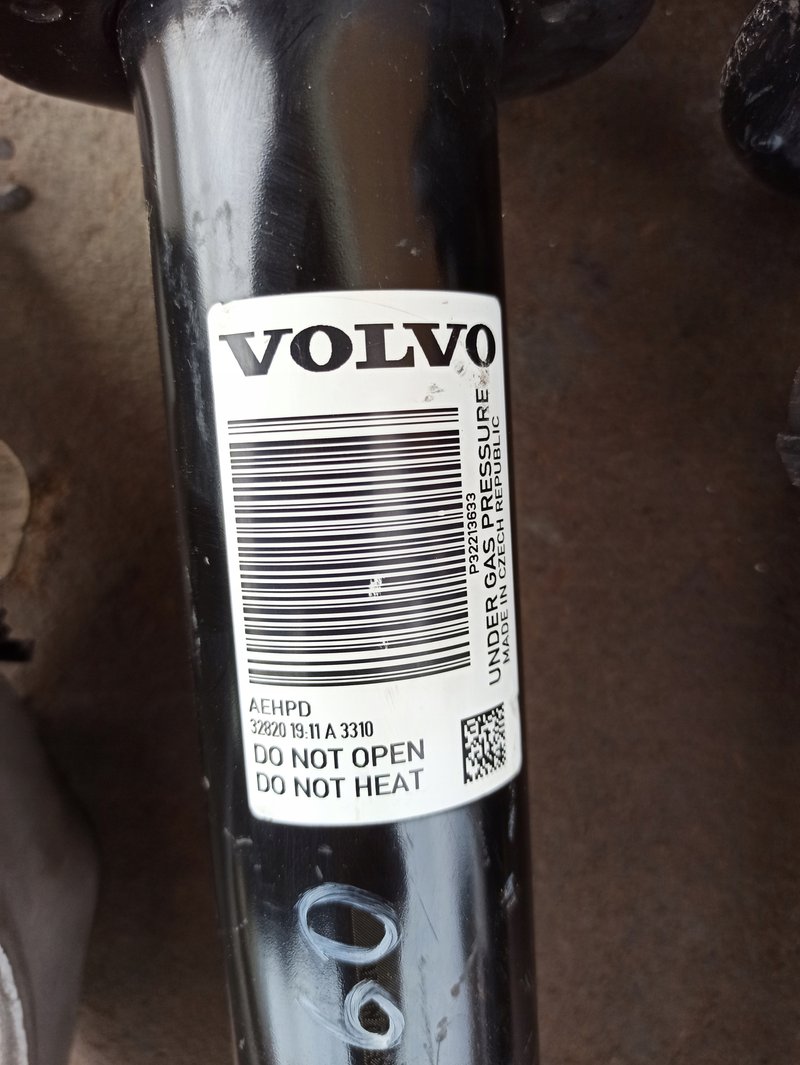 VOLVO
P32213633
UNDER GAS PRESSURE
MADE IN CZECH REPUBLIC
AEHPD
32820 19:11 A 3310
DO NOT OPEN
DO NOT HEAT
60